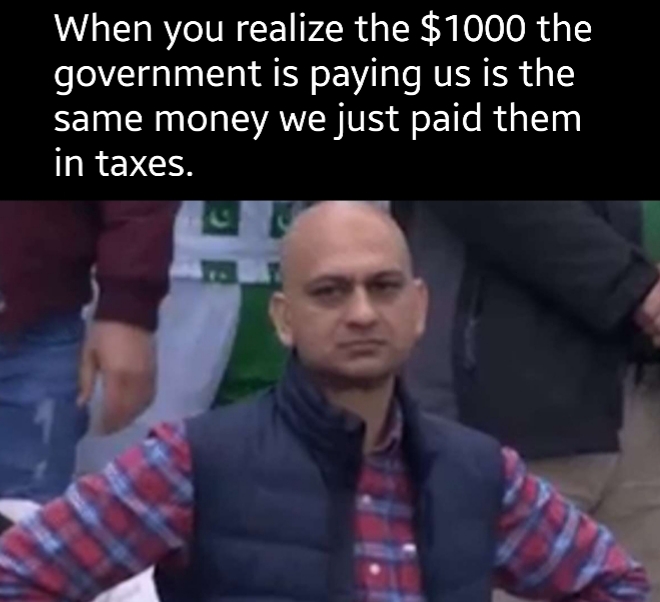 When you realize the $1000 the
government is paying us is the
same money we just paid them
in taxes.